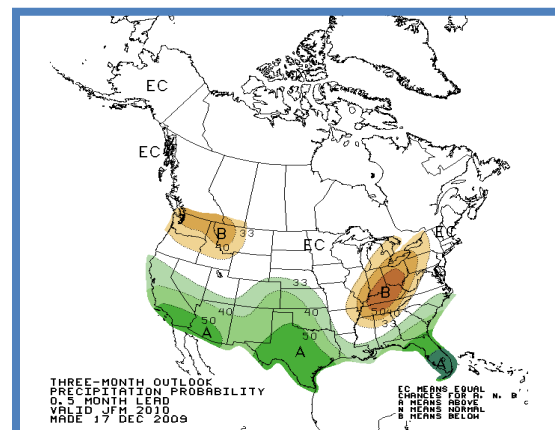 EC
EC
B
33
40
EC
EC
33
40
50
B
50
40
33
40
50
A
A
A
THREE-MONTH OUTLOOK
PRECIPITATION PROBABILITY
0.5 MONTH LEAD
VALID JFM 2010
MADE 17 DEC 2009
EC MEANS EQUAL
CHANCES FOR A, N, B
A MEANS ABOVE
N MEANS NORMAL
B MEANS BELOW